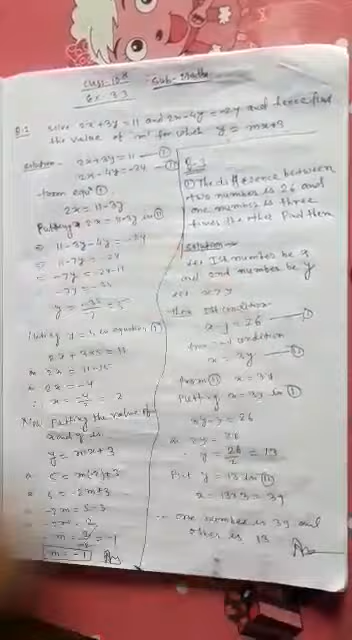 Class-10th Sub- Maths
Ex- 3.3
Q.2 Solve 2x+3y = 11 and 2x-4y = -24 and hence find
the value of 'm' for which y = mx+3
Solution - 2x+3y = 11 - (I)
2x-4y = -24 - (II)
from equn (I)
2x = 11-3y
Putting 2x = 11-3y in (II)
⇒ 11-3y-4y = -24
= 11-7y = -24
= -7y = -24-11
-7y = -35
y = -35/-7 = 5
Putting y = 5 in equation
2x + 3×5 = 11
2x = 11-15
2x = -4
x = -4/2 = -2
Now Putting the value of
x and y in
y = mx + 3
5 = m(-2)+3
5 = -2m+3
-2m = 5-3
-2m = 2
m = 2/-2 = -1
m = -1 Ans
Q-3
① The difference between
two number is 26 and
one number is three
times the other find them
Solution →
Let Ist number be x
and 2nd number be y
Let x>y
then Ist condition
x-y = 26 - (I)
condition
x = 3y - (II)
from (II) x = 3y
Putting x = 3y in (I)
3y-y = 26
2y = 26
y = 26/2 = 13
Put y = 13 in (II)
x = 13×3 = 39
∴ one number is 39 and
other is 13
Ans